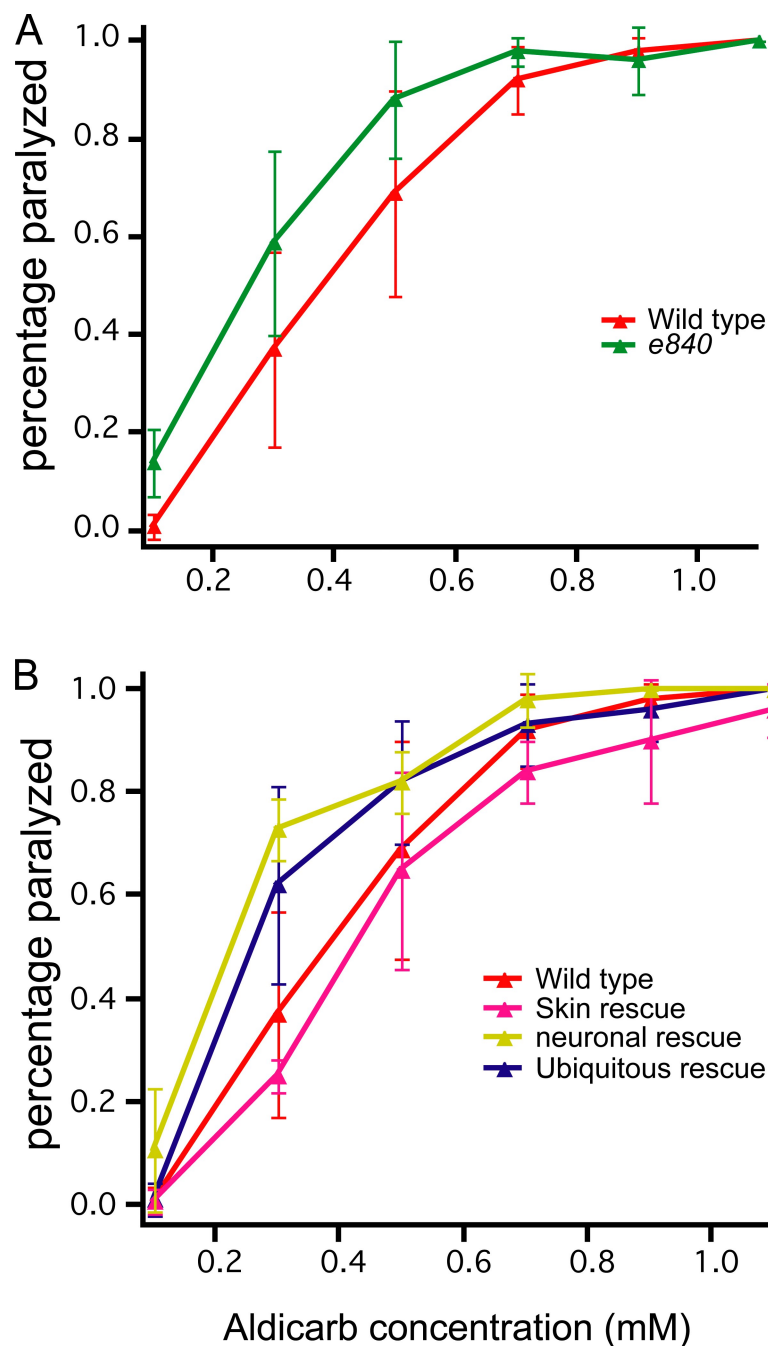 A
percentage paralyzed
1.0
0.8
0.6
0.4
0.2
0.0
Wild type
e840
0.2 0.4 0.6 0.8 1.0
B
percentage paralyzed
1.0
0.8
0.6
0.4
0.2
0.0
Wild type
Skin rescue
neuronal rescue
Ubiquitous rescue
0.2 0.4 0.6 0.8 1.0
Aldicarb concentration (mM)